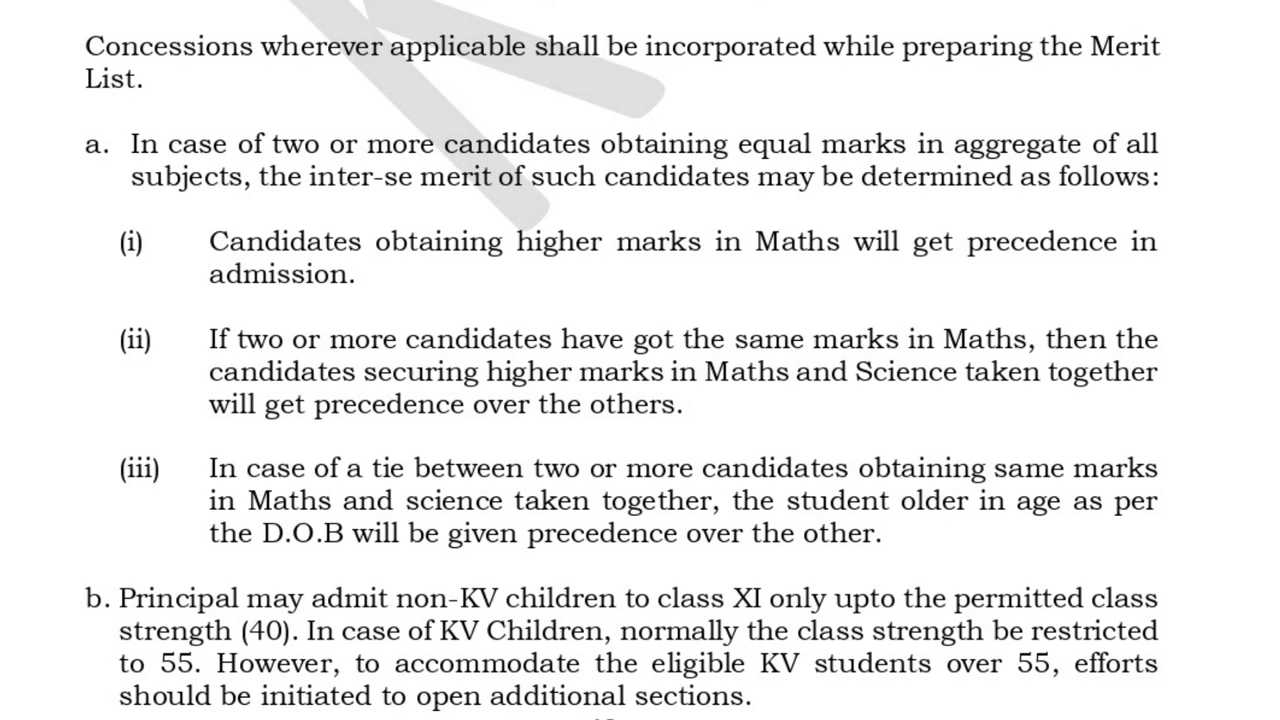 Concessions wherever applicable shall be incorporated while preparing the Merit
List.
a. In case of two or more candidates obtaining equal marks in aggregate of all
subjects, the inter-se merit of such candidates may be determined as follows:
(i) Candidates obtaining higher marks in Maths will get precedence in
admission.
(ii) If two or more candidates have got the same marks in Maths, then the
candidates securing higher marks in Maths and Science taken together
will get precedence over the others.
(iii) In case of a tie between two or more candidates obtaining same marks
in Maths and science taken together, the student older in age as per
the D.O.B will be given precedence over the other.
b. Principal may admit non-KV children to class XI only upto the permitted class
strength (40). In case of KV Children, normally the class strength be restricted
to 55. However, to accommodate the eligible KV students over 55, efforts
should be initiated to open additional sections.